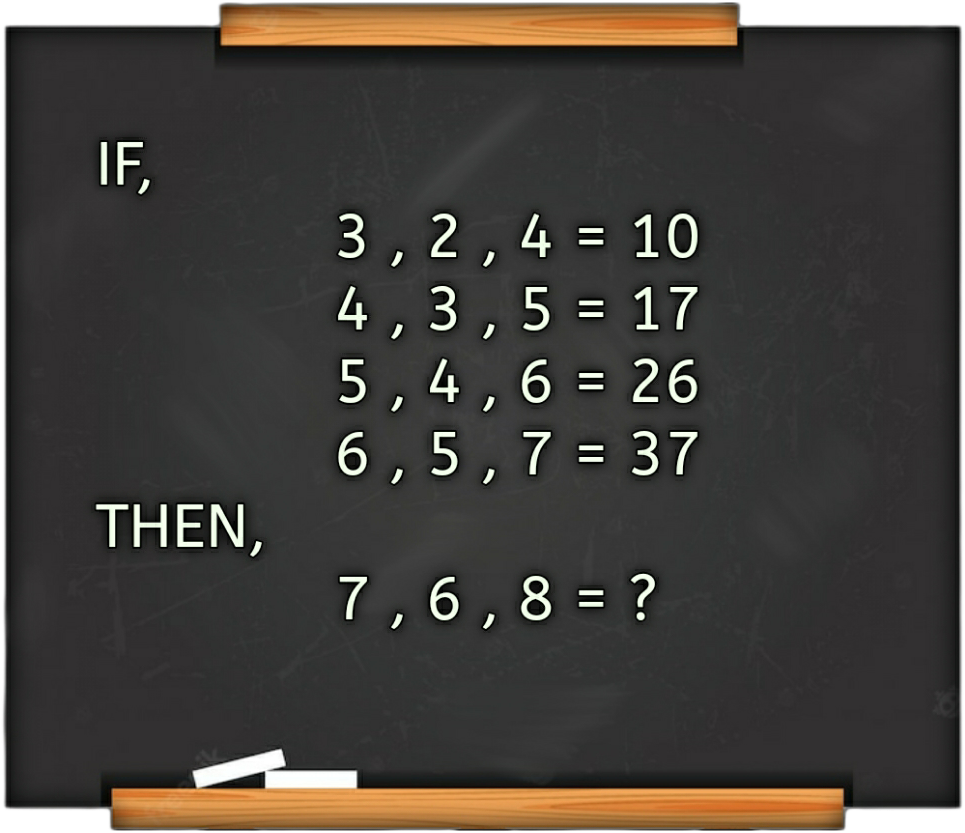 IF,
3 , 2 , 4 = 10
4 , 3 , 5 = 17
5 , 4 , 6 = 26
6 , 5 , 7 = 37
THEN,
7 , 6 , 8 = ?